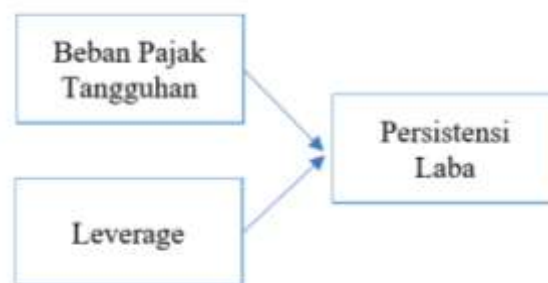 Beban Pajak
Tangguhan
Persistensi
Laba
Leverage